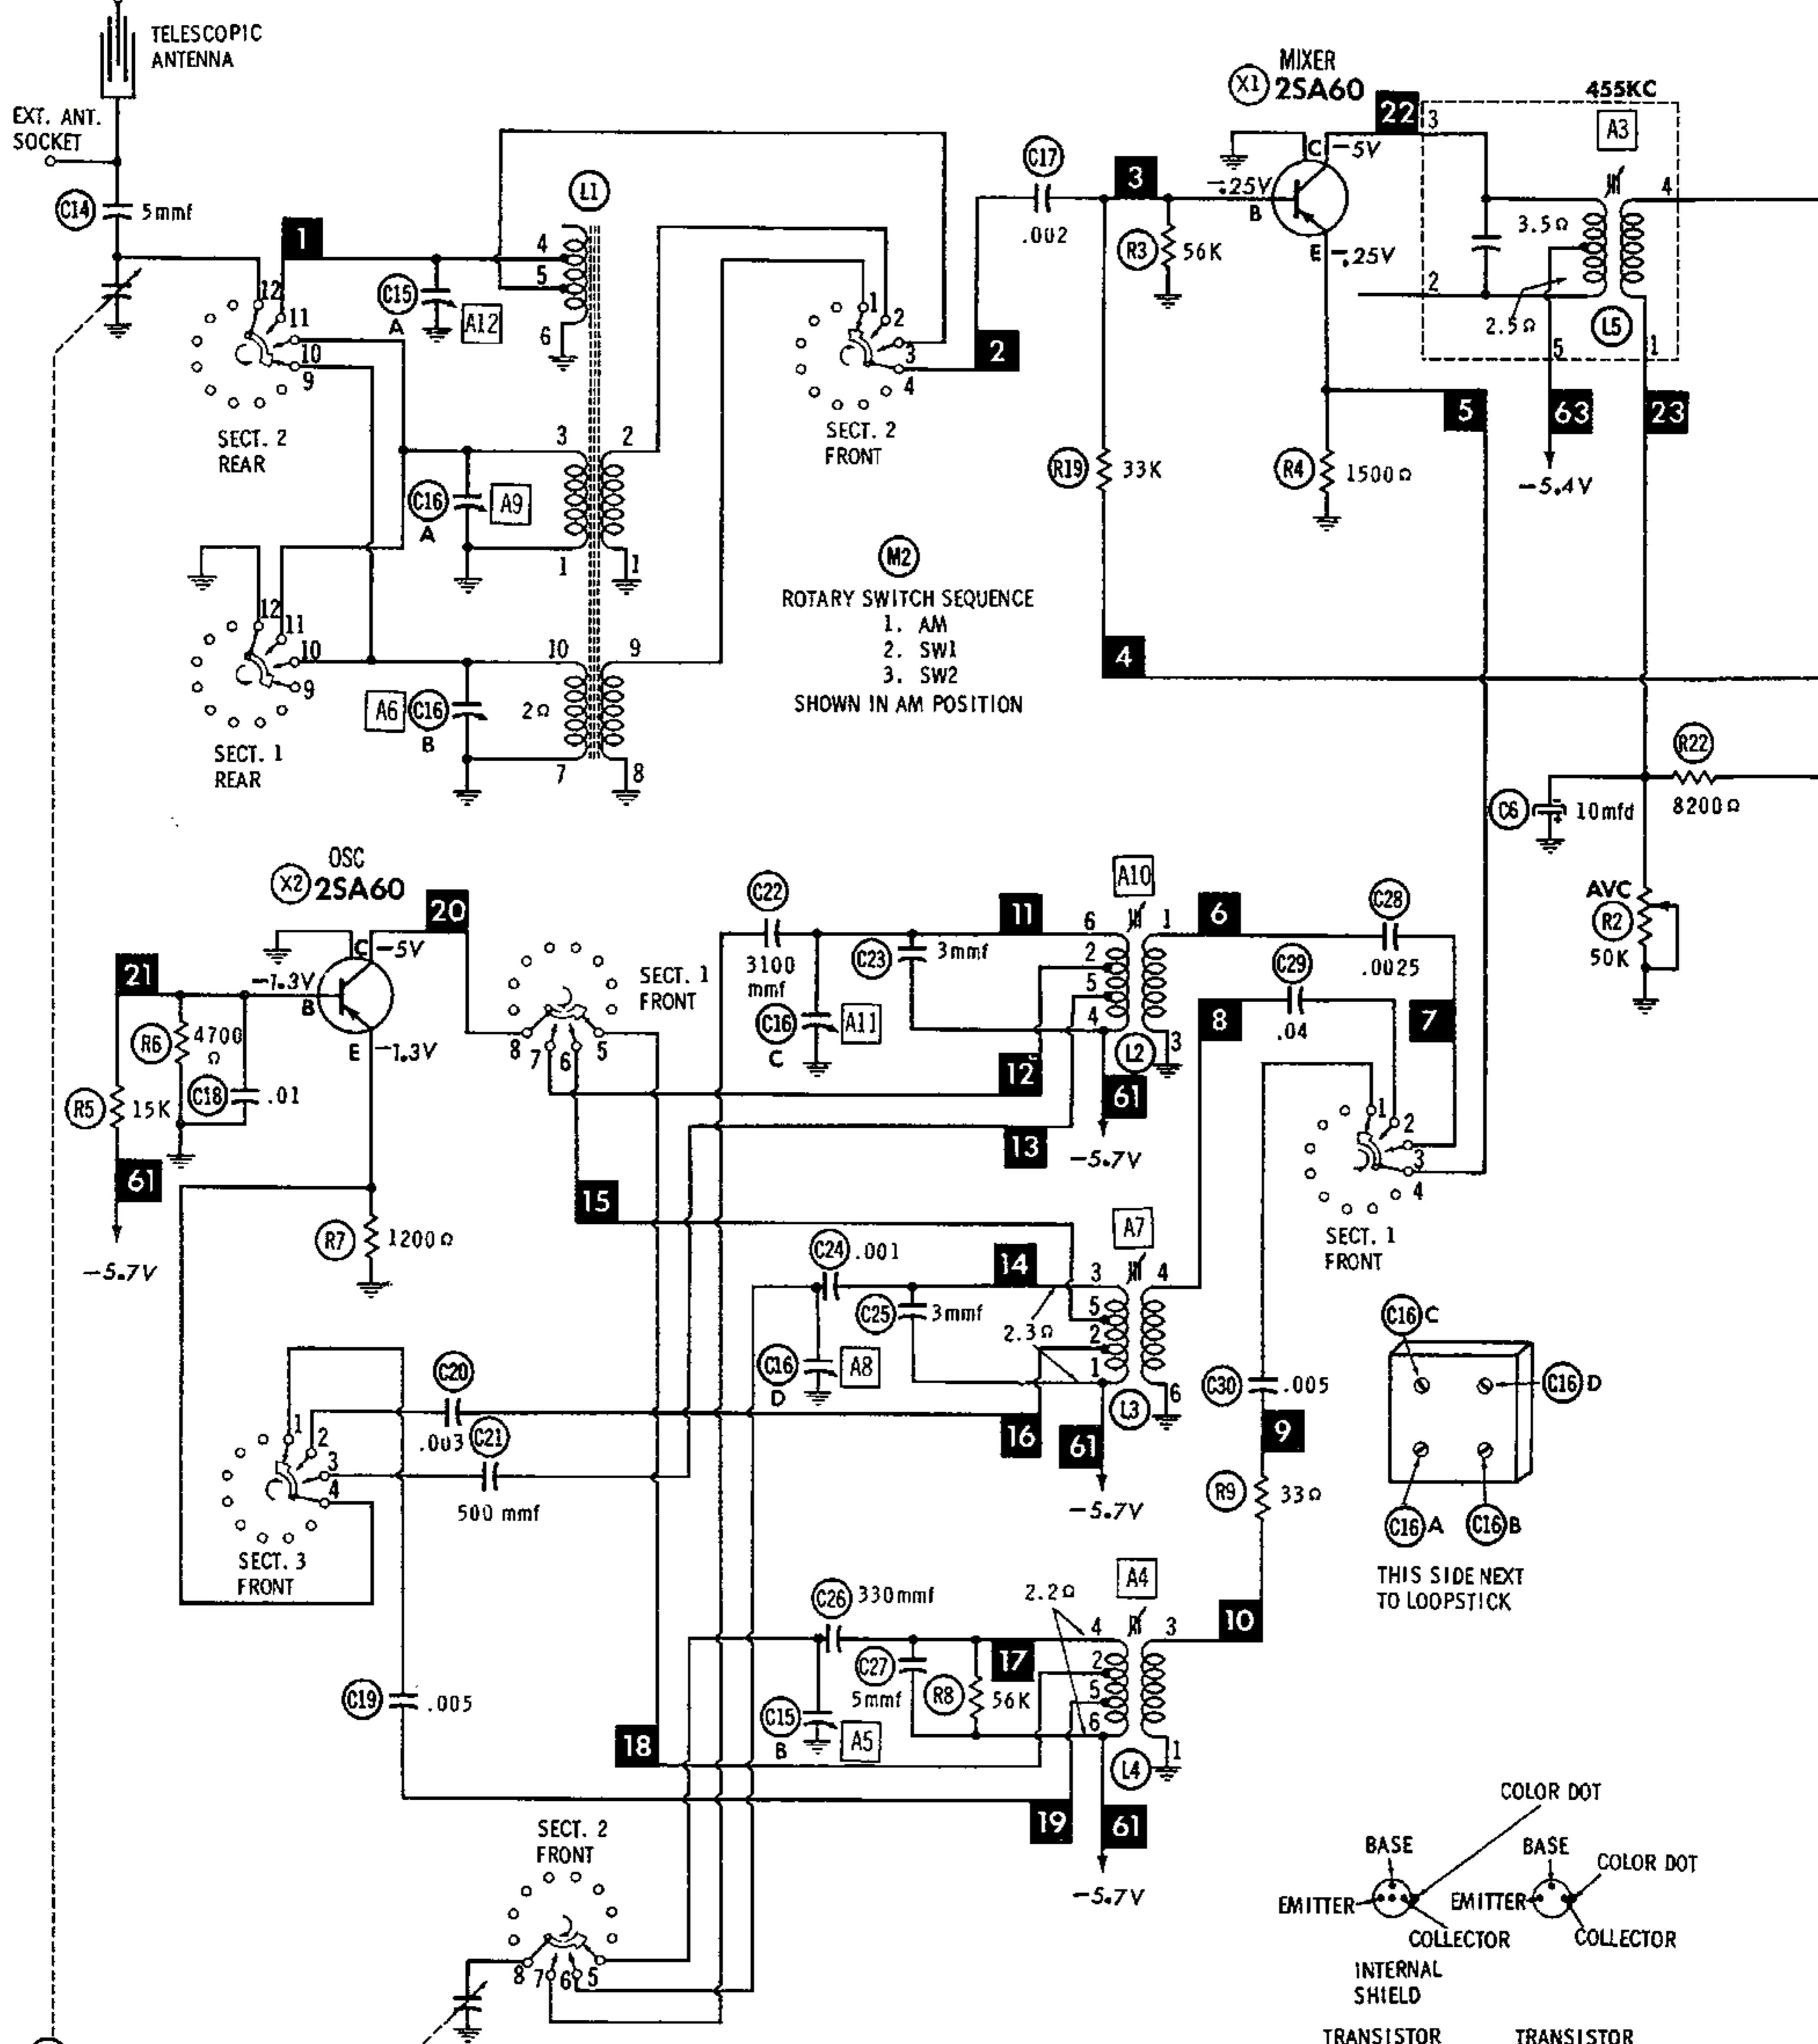 TELESCOPIC
ANTENNA
EXT. ANT.
SOCKET
C14
5mmf
1
L1
4
5
6
C15
A
A12
12
11
10
9
SECT. 2
REAR
3
2
C16
A
A9
1
1
12
11
10
9
SECT. 1
REAR
A6
C16
B
10
9
2Ω
7
8
1
2
3
4
SECT. 2
FRONT
2
C17
.002
3
R3
56K
R19
33K
4
M2
ROTARY SWITCH SEQUENCE
1. AM
2. SW1
3. SW2
SHOWN IN AM POSITION
MIXER
X1
2SA60
C
-5V
-.25V
B
E
-.25V
R4
1500Ω
5
22
455KC
A3
3
4
3.5Ω
2
2.5Ω
L5
5
1
63
23
-5.4V
R22
8200Ω
C6
10mfd
AVC
R2
50K
OSC
X2
2SA60
20
C
-5V
21
-1.3V
B
E
-1.3V
R6
4700
Ω
C18
.01
R5
15K
61
-5.7V
R7
1200Ω
8
7
6
5
SECT. 1
FRONT
C22
3100
mmf
C16
C
A11
C23
3mmf
11
A10
6
2
5
4
1
3
L2
12
61
13
-5.7V
6
C28
.0025
C29
.04
8
7
1
2
3
4
SECT. 1
FRONT
15
C24
.001
14
A7
C25
3mmf
C16
D
A8
2.3Ω
3
5
2
1
4
6
L3
16
61
-5.7V
C20
.003
C21
500 mmf
1
2
3
4
SECT. 3
FRONT
C30
.005
9
R9
33Ω
10
C16
C
C16
D
C16
A
C16
B
THIS SIDE NEXT
TO LOOPSTICK
C26
330mmf
2.2Ω
A4
4
2
5
6
3
1
L4
17
C27
5mmf
R8
56K
C15
B
A5
C19
.005
18
19
61
-5.7V
SECT. 2
FRONT
8
7
6
5
COLOR DOT
BASE
EMITTER
COLLECTOR
INTERNAL
SHIELD
BASE
COLOR DOT
EMITTER
COLLECTOR
TRANSISTOR
TRANSISTOR